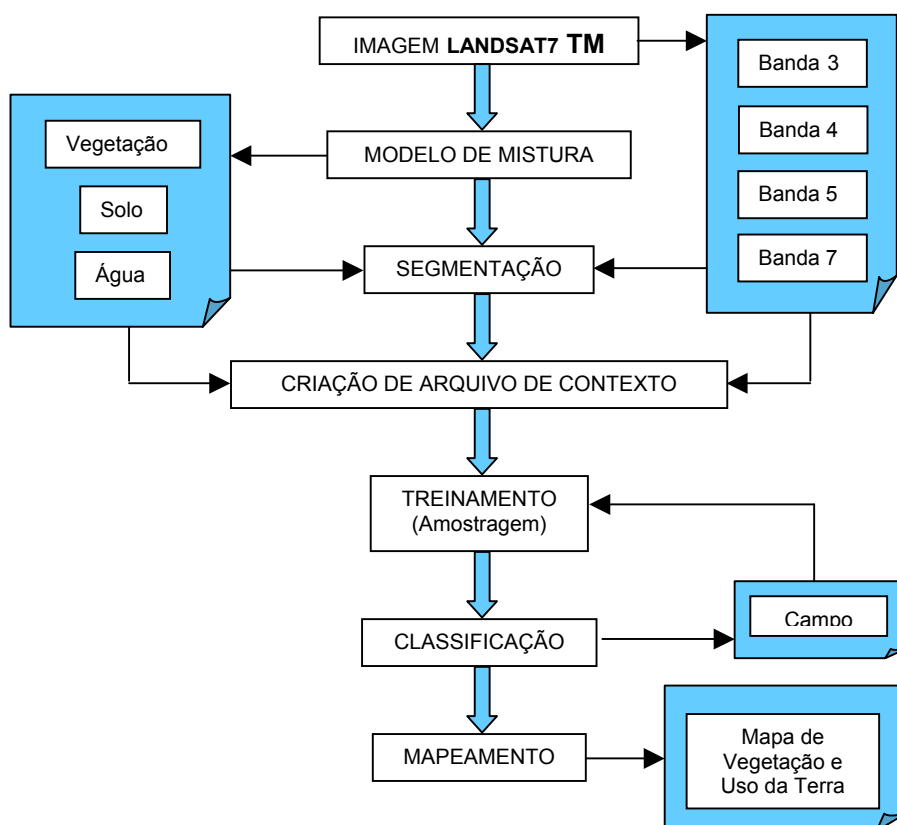 IMAGEM LANDSAT7 TM
Banda 3
Banda 4
Banda 5
Banda 7
Vegetação
Solo
Água
MODELO DE MISTURA
SEGMENTAÇÃO
CRIAÇÃO DE ARQUIVO DE CONTEXTO
TREINAMENTO
(Amostragem)
CLASSIFICAÇÃO
Campo
MAPEAMENTO
Mapa de
Vegetação e
Uso da Terra